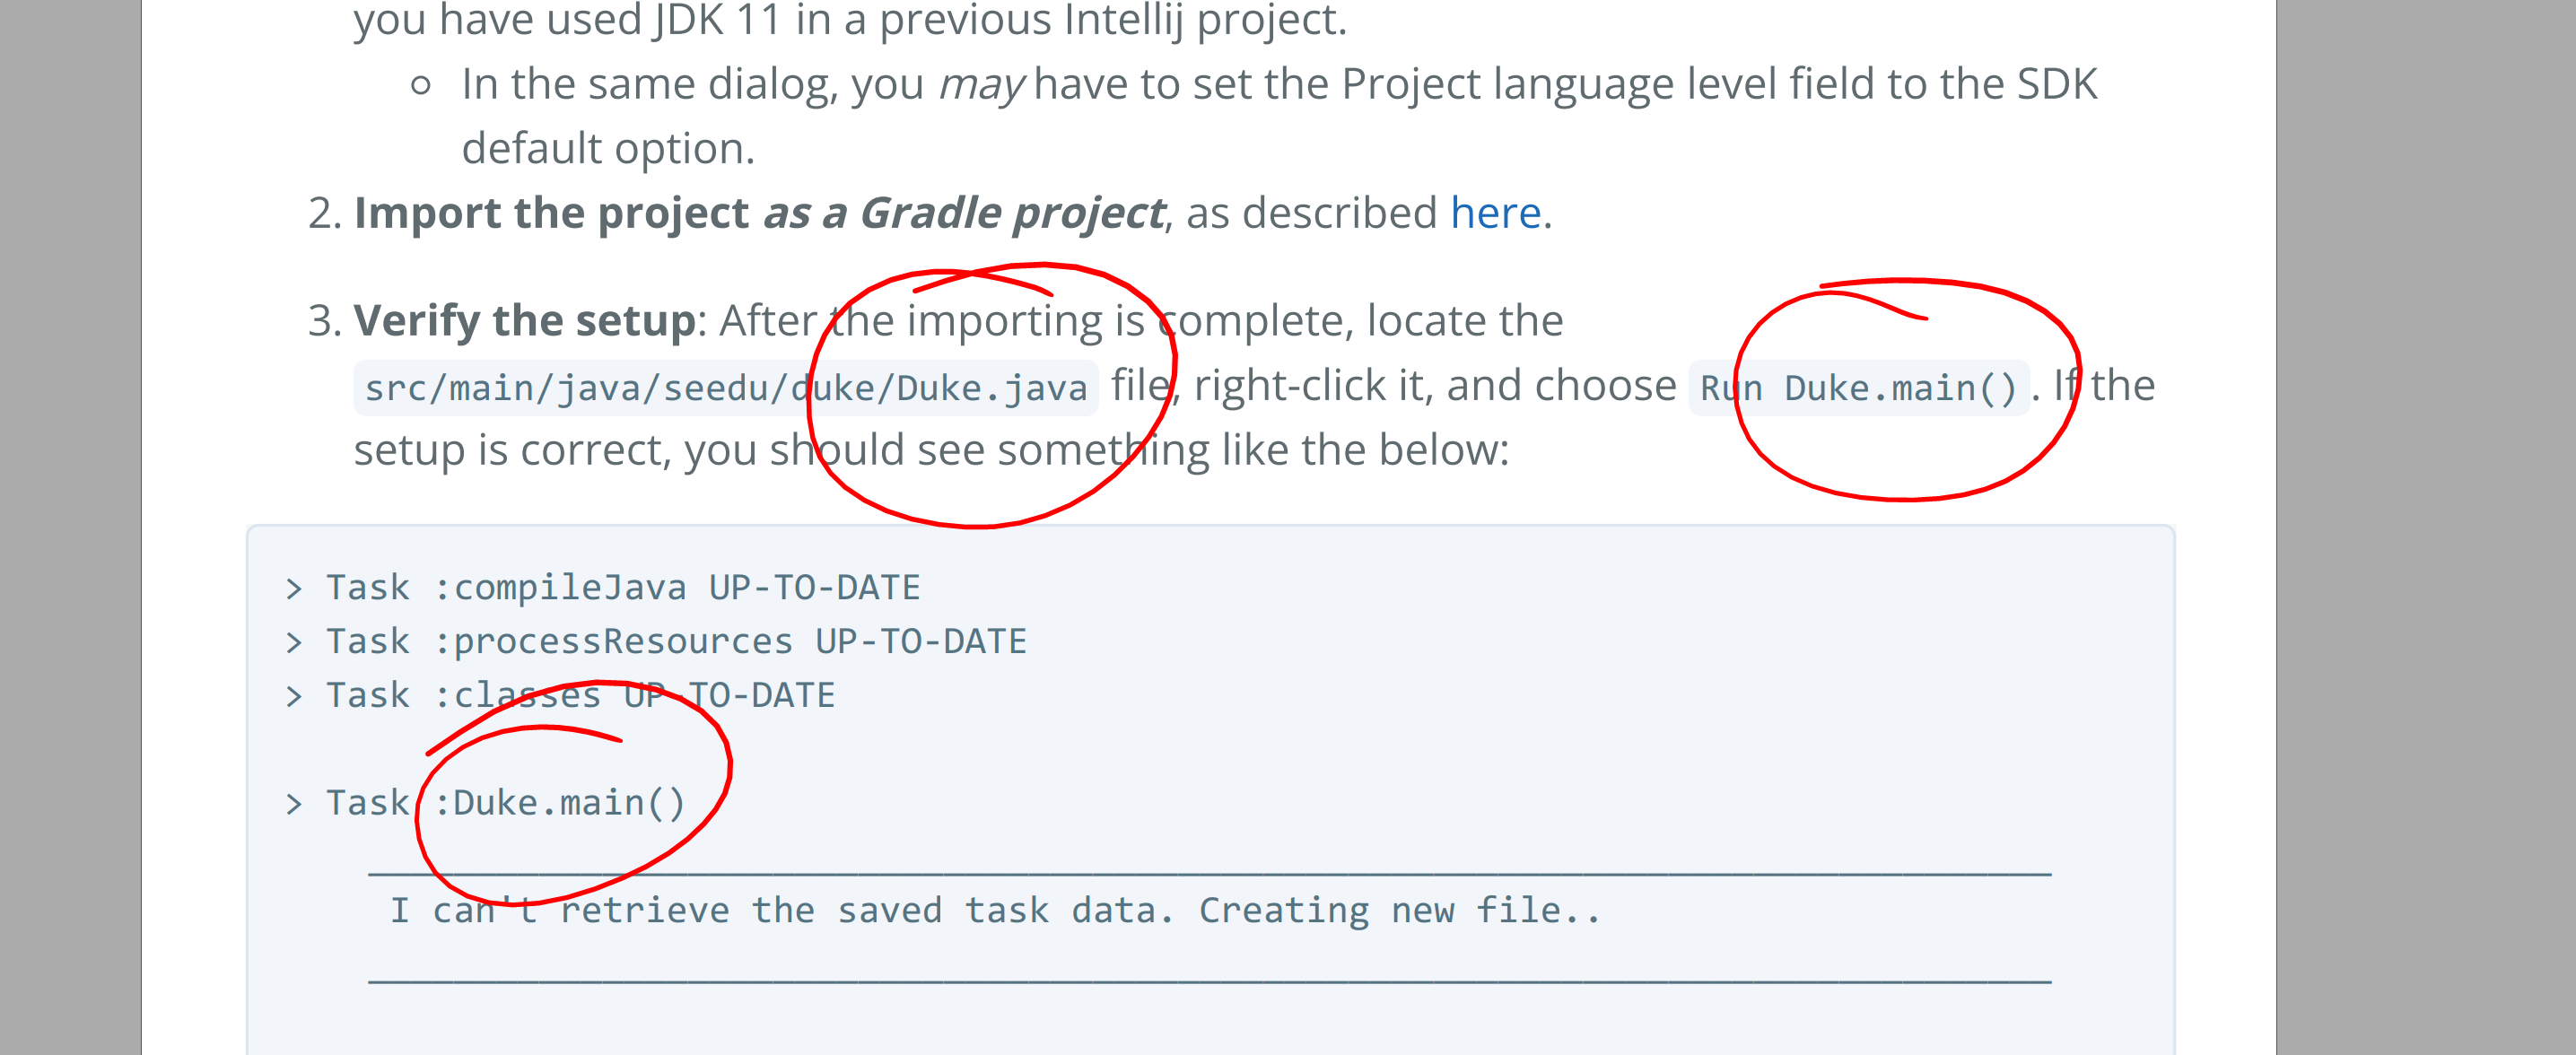 you have used JDK 11 in a previous Intellij project.
○ In the same dialog, you may have to set the Project language level field to the SDK
default option.
2. Import the project as a Gradle project, as described here.
3. Verify the setup: After the importing is complete, locate the
src/main/java/seedu/duke/Duke.java file, right-click it, and choose Run Duke.main(). If the
setup is correct, you should see something like the below:
> Task :compileJava UP-TO-DATE
> Task :processResources UP-TO-DATE
> Task :classes UP-TO-DATE
> Task :Duke.main()
I can't retrieve the saved task data. Creating new file..